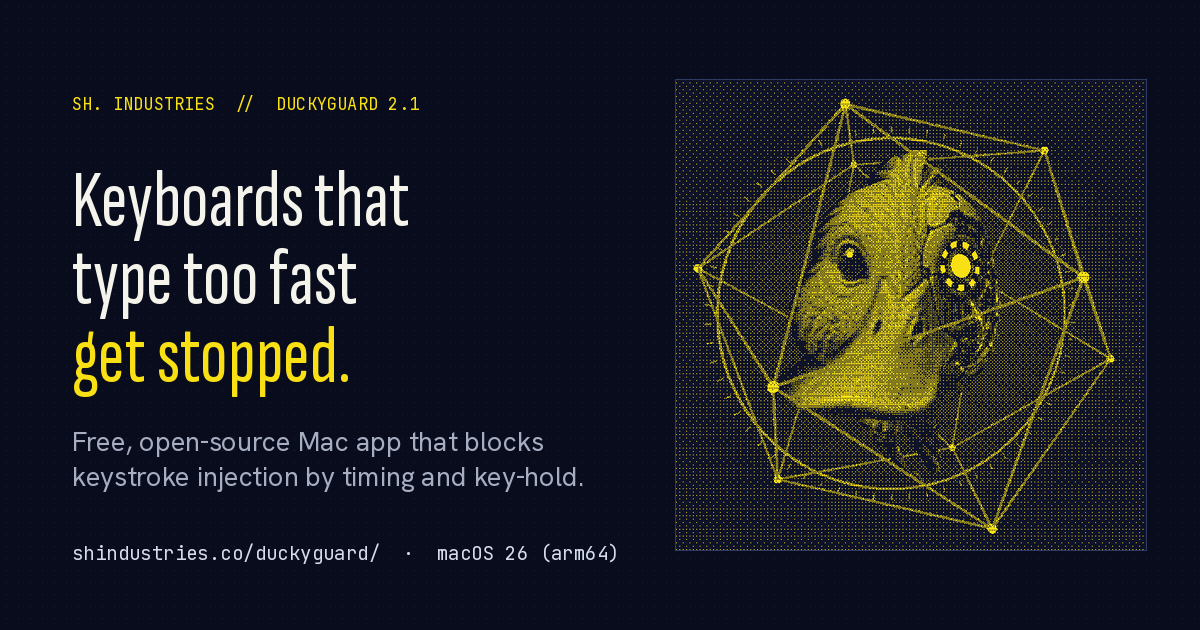 SH. INDUSTRIES // DUCKYGUARD 2.1
Keyboards that
type too fast
get stopped.
Free, open-source Mac app that blocks
keystroke injection by timing and key-hold.
shindustries.co/duckyguard/ · macOS 26 (arm64)